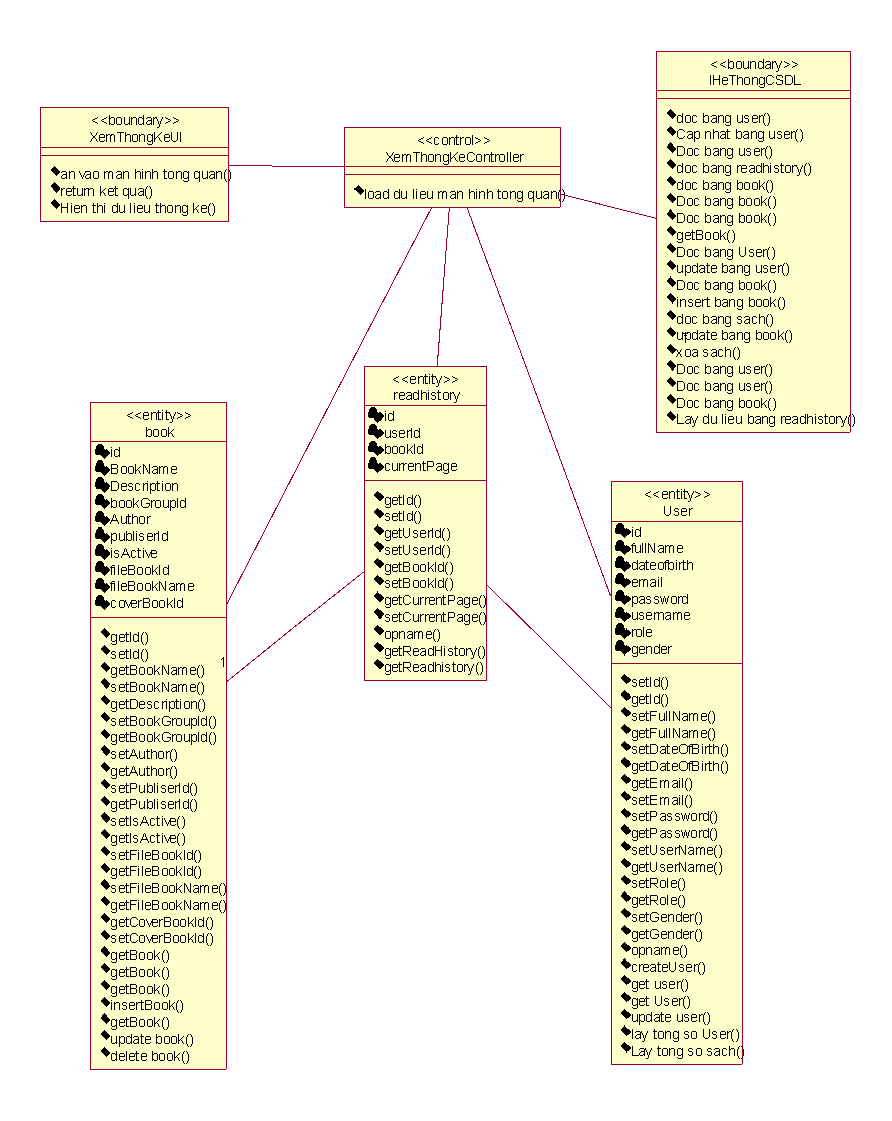 <<boundary>>
XemThongKeUI
an vao man hinh tong quan()
return ket qua()
Hien thi du lieu thong ke()
<<control>>
XemThongKeController
load du lieu man hinh tong quan()
<<boundary>>
IHeThongCSDL
doc bang user()
Cap nhat bang user()
Doc bang user()
doc bang readhistory()
doc bang book()
Doc bang book()
Doc bang book()
getBook()
Doc bang User()
update bang user()
Doc bang book()
insert bang book()
doc bang sach()
update bang book()
xoa sach()
Doc bang user()
Doc bang user()
Doc bang book()
Lay du lieu bang readhistory()
<<entity>>
book
id
BookName
Description
bookGroupId
Author
publiserId
isActive
fileBookId
fileBookName
coverBookId
getId()
setId()
getBookName()
setBookName()
getDescription()
setBookGroupId()
getBookGroupId()
setAuthor()
getAuthor()
setPubliserId()
getPubliserId()
setIsActive()
getIsActive()
setFileBookId()
getFileBookId()
setFileBookName()
getFileBookName()
getCoverBookId()
setCoverBookId()
getBook()
getBook()
getBook()
insertBook()
getBook()
update book()
delete book()
1
<<entity>>
readhistory
id
userId
bookId
currentPage
getId()
setId()
getUserId()
setUserId()
getBookId()
setBookId()
getCurrentPage()
setCurrentPage()
opname()
getReadHistory()
getReadhistory()
<<entity>>
User
id
fullName
dateofbirth
email
password
username
role
gender
setId()
getId()
setFullName()
getFullName()
setDateOfBirth()
getDateOfBirth()
getEmail()
setEmail()
setPassword()
getPassword()
setUserName()
getUserName()
setRole()
getRole()
setGender()
getGender()
opname()
createUser()
get user()
get User()
update user()
lay tong so User()
Lay tong so sach()